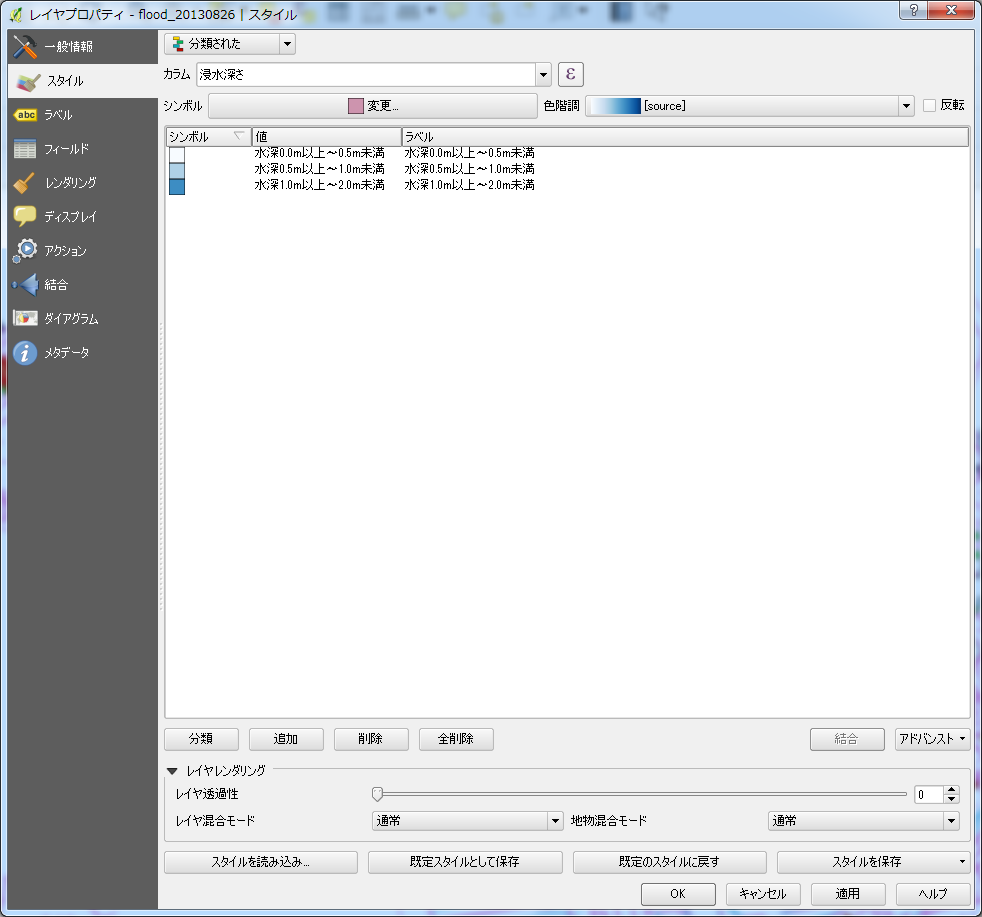 レイヤプロパティ - flood_20130826 | スタイル
一般情報
スタイル
ラベル
フィールド
レンダリング
ディスプレイ
アクション
結合
ダイアグラム
メタデータ
分類された
カラム 浸水深さ ε
シンボル 変更... 色階調 [source] 反転
シンボル 値 ラベル
水深0.0m以上～0.5m未満 水深0.0m以上～0.5m未満
水深0.5m以上～1.0m未満 水深0.5m以上～1.0m未満
水深1.0m以上～2.0m未満 水深1.0m以上～2.0m未満
分類 追加 削除 全削除 結合 アドバンスト
レイヤレンダリング
レイヤ透過性 0
レイヤ混合モード 通常 地物混合モード 通常
スタイルを読み込み... 既定スタイルとして保存 既定のスタイルに戻す スタイルを保存
OK キャンセル 適用 ヘルプ